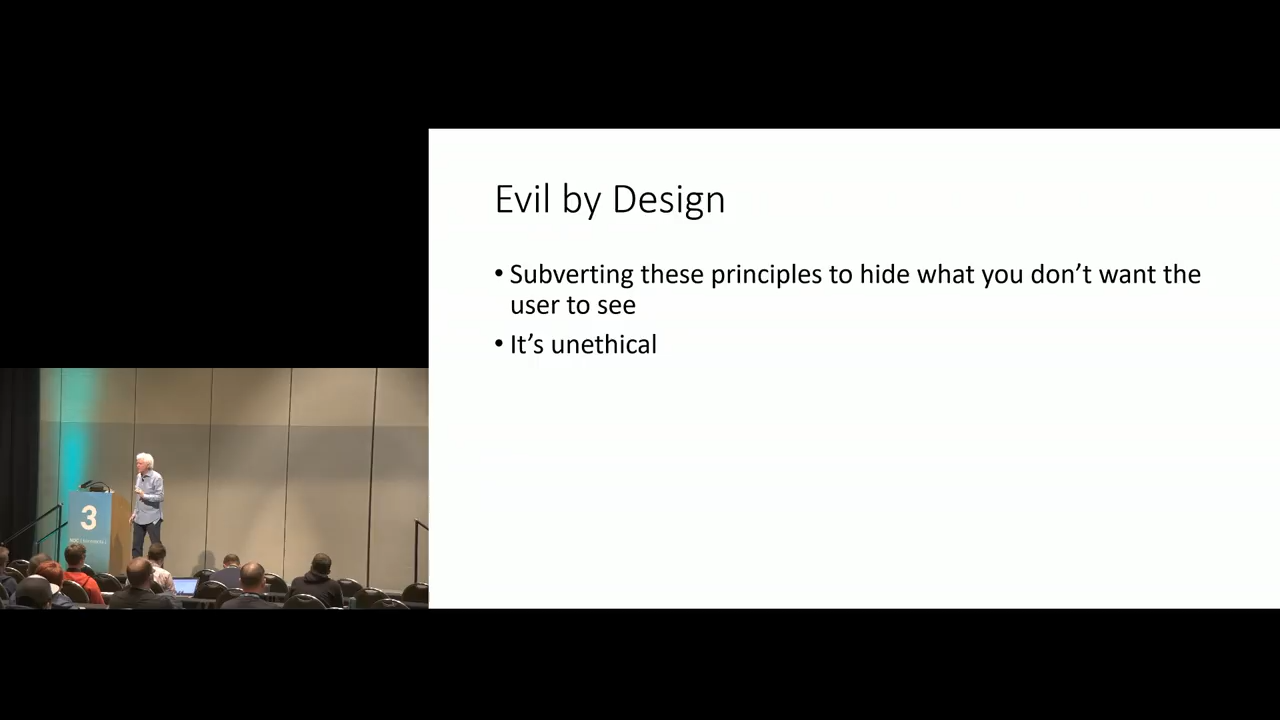 Evil by Design
• Subverting these principles to hide what you don’t want the
user to see
• It’s unethical
3